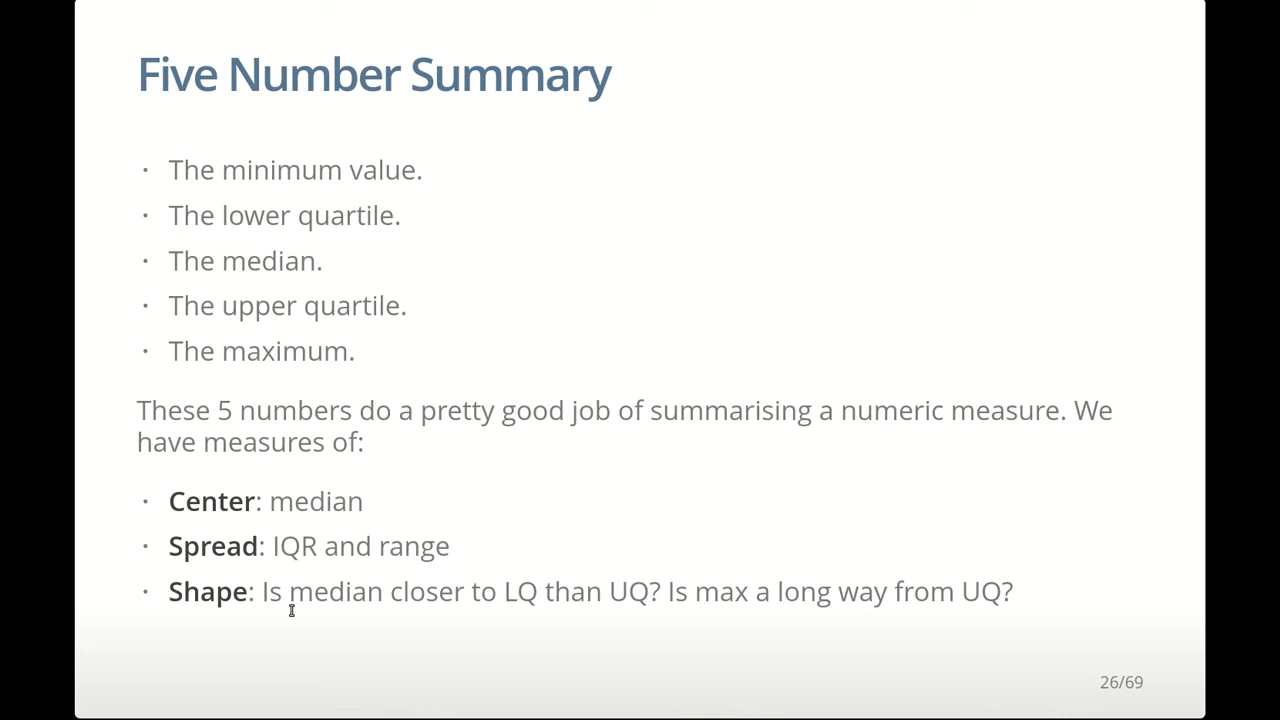 Five Number Summary
· The minimum value.
· The lower quartile.
· The median.
· The upper quartile.
· The maximum.
These 5 numbers do a pretty good job of summarising a numeric measure. We
have measures of:
· Center: median
· Spread: IQR and range
· Shape: Is median closer to LQ than UQ? Is max a long way from UQ?
26/69